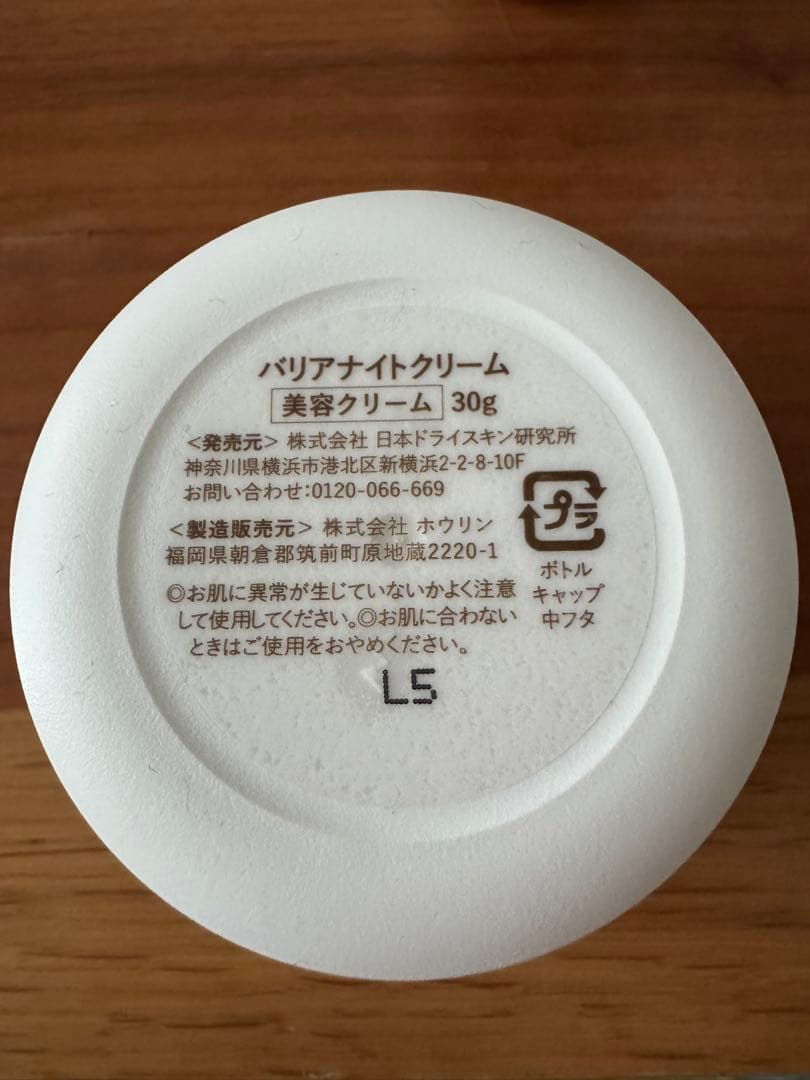 バリアナイトクリーム
美容クリーム 30g
<発売元> 株式会社 日本ドライスキン研究所
神奈川県横浜市港北区新横浜2-2-8-10F
お問い合わせ:0120-066-669
<製造販売元> 株式会社 ホウリン
福岡県朝倉郡筑前町原地蔵2220-1
◎お肌に異常が生じていないかよく注意
して使用してください。◎お肌に合わない
ときはご使用をおやめください。
プラ
ボトル
キャップ
中フタ
L5